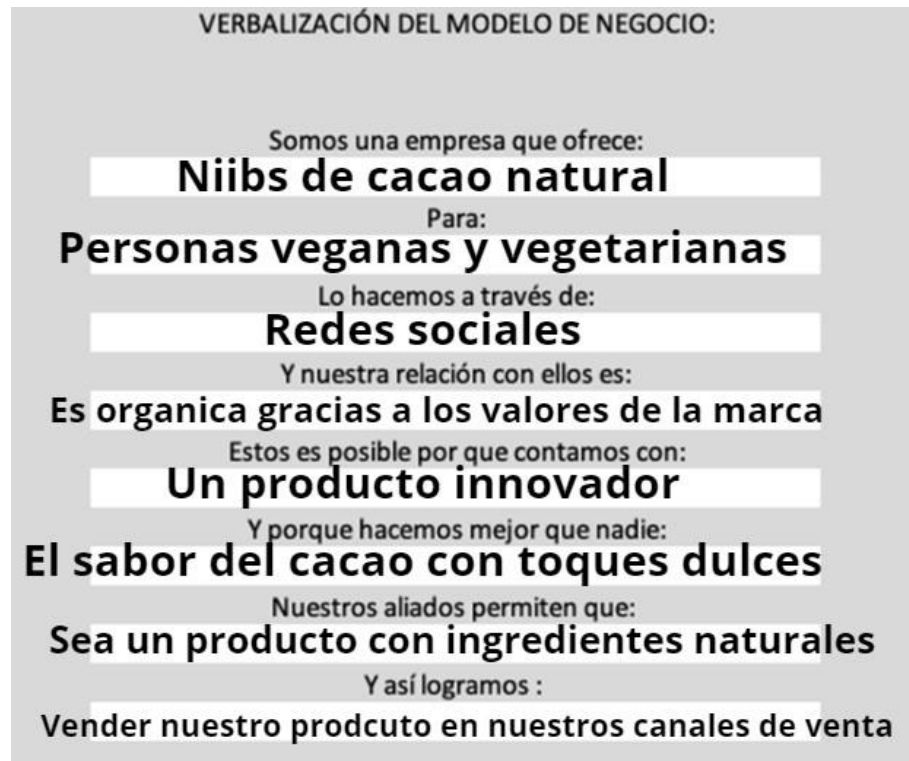 VERBALIZACIÓN DEL MODELO DE NEGOCIO:
Somos una empresa que ofrece:
Niibs de cacao natural
Para:
Personas veganas y vegetarianas
Lo hacemos a través de:
Redes sociales
Y nuestra relación con ellos es:
Es organica gracias a los valores de la marca
Estos es posible por que contamos con:
Un producto innovador
Y porque hacemos mejor que nadie:
El sabor del cacao con toques dulces
Nuestros aliados permiten que:
Sea un producto con ingredientes naturales
Y así logramos :
Vender nuestro prodcuto en nuestros canales de venta